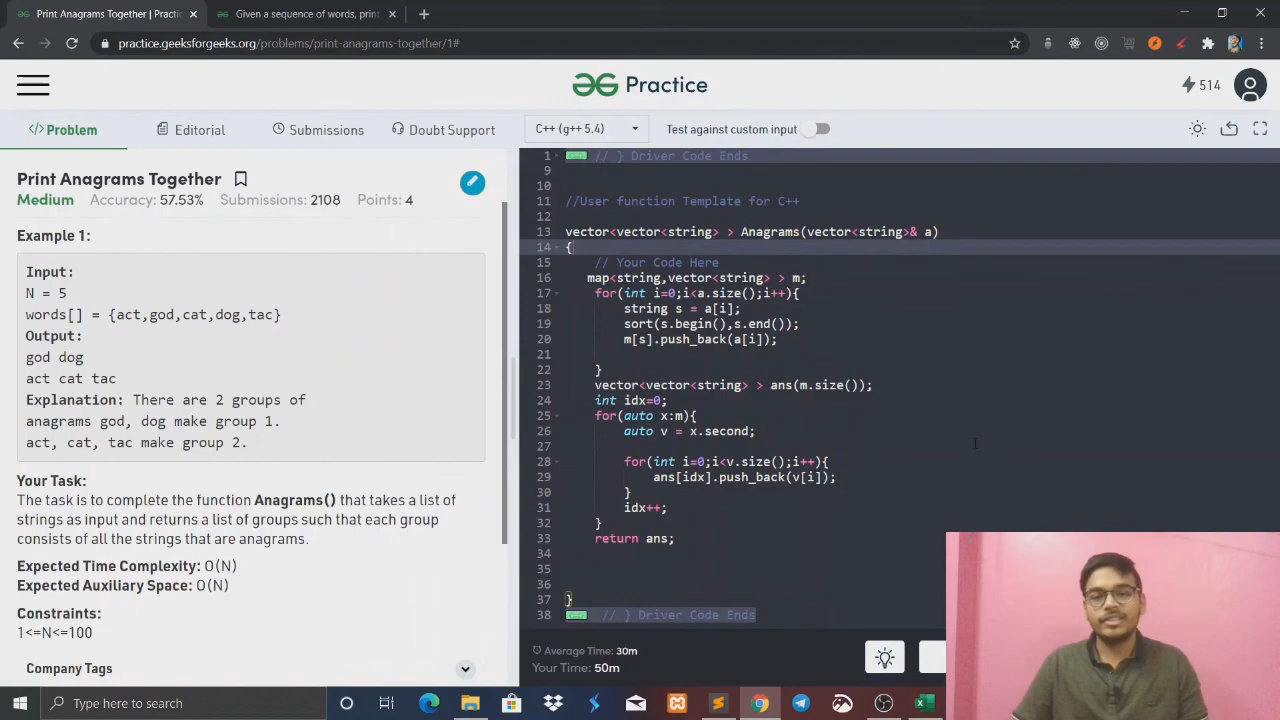 Print Anagrams Together | Practic
Given a sequence of words, print
practice.geeksforgeeks.org/problems/print-anagrams-together/1#
Practice
514
</> Problem
Editorial
Submissions
Doubt Support
C++ (g++ 5.4)
Test against custom input
Print Anagrams Together
Medium Accuracy: 57.53% Submissions: 2108 Points: 4
Example 1:
Input:
N = 5
words[] = {act,god,cat,dog,tac}
Output:
god dog
act cat tac
Explanation: There are 2 groups of
anagrams god, dog make group 1.
act, cat, tac make group 2.
Your Task:
The task is to complete the function Anagrams() that takes a list of
strings as input and returns a list of groups such that each group
consists of all the strings that are anagrams.
Expected Time Complexity: O(N)
Expected Auxiliary Space: O(N)
Constraints:
1<=N<=100
Company Tags
1 // } Driver Code Ends
9
10
11 //User function Template for C++
12
13 vector<vector<string> > Anagrams(vector<string>& a)
14 {
15 // Your Code Here
16 map<string,vector<string> > m;
17 for(int i=0;i<a.size();i++){
18 string s = a[i];
19 sort(s.begin(),s.end());
20 m[s].push_back(a[i]);
21
22 }
23 vector<vector<string> > ans(m.size());
24 int idx=0;
25 for(auto x:m){
26 auto v = x.second;
27
28 for(int i=0;i<v.size();i++){
29 ans[idx].push_back(v[i]);
30 }
31 idx++;
32 }
33 return ans;
34
35
36
37 }
38 // } Driver Code Ends
Average Time: 30m
Your Time: 50m
Type here to search